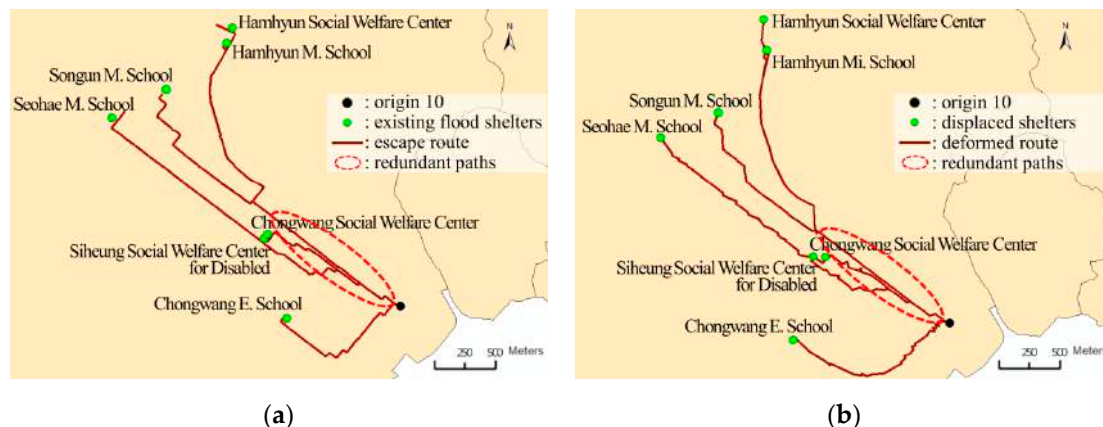 Hamhyun Social Welfare Center
Hamhyun M. School
Songun M. School
Seohae M. School
N
: origin 10
: existing flood shelters
: escape route
: redundant paths
Chongwang Social Welfare Center
Siheung Social Welfare Center
for Disabled
Chongwang E. School
250 500 Meters
(a)
Hamhyun Social Welfare Center
Hamhyun Mi. School
Songun M. School
Seohae M. School
N
: origin 10
: displaced shelters
: deformed route
: redundant paths
Chongwang Social Welfare Center
Siheung Social Welfare Center
for Disabled
Chongwang E. School
250 500 Meters
(b)